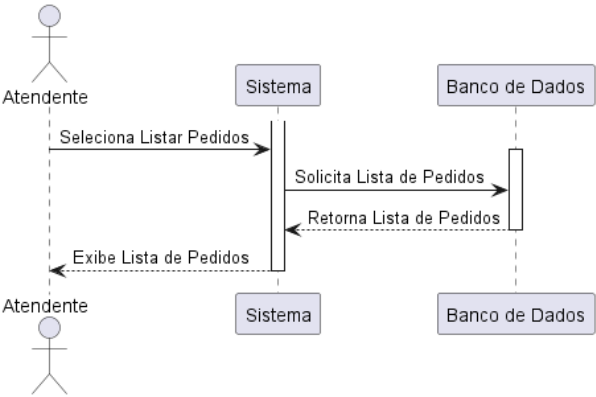 Atendente
Sistema
Banco de Dados
Seleciona Listar Pedidos
Solicita Lista de Pedidos
Retorna Lista de Pedidos
Exibe Lista de Pedidos
Atendente
Sistema
Banco de Dados